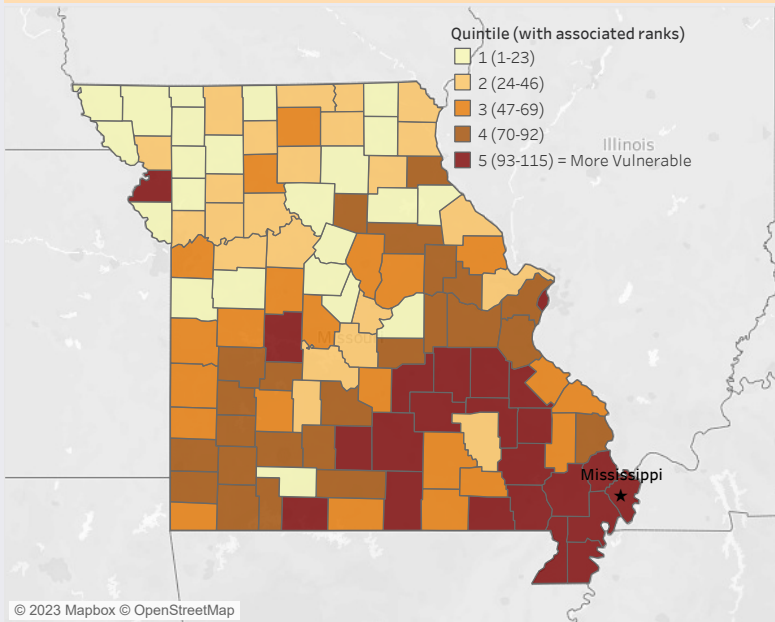 Quintile (with associated ranks)
1 (1-23)
2 (24-46)
3 (47-69)
4 (70-92)
5 (93-115) = More Vulnerable
Illinois
Missouri
Mississippi
© 2023 Mapbox © OpenStreetMap